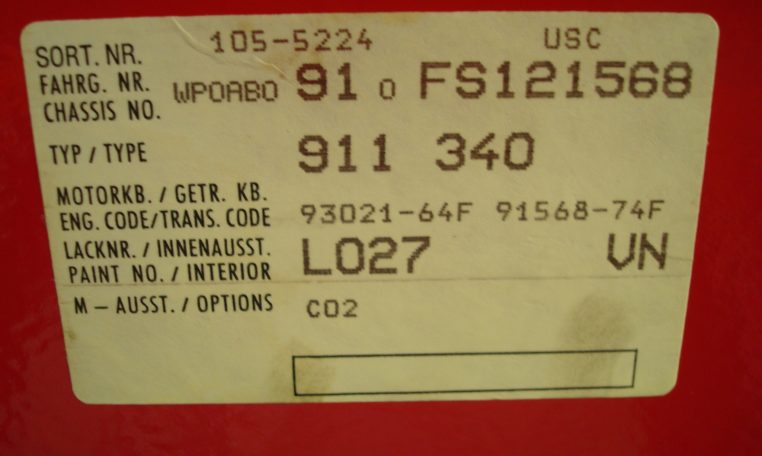 SORT. NR. 105-5224 USC
FAHRG. NR.
CHASSIS NO. WPOABO 91 0 FS121568
TYP / TYPE 911 340
MOTORKB. / GETR. KB.
ENG. CODE/TRANS. CODE 93021-64F 91568-74F
LACKNR. / INNENAUSST.
PAINT NO. / INTERIOR L027 VN
M - AUSST. / OPTIONS C02